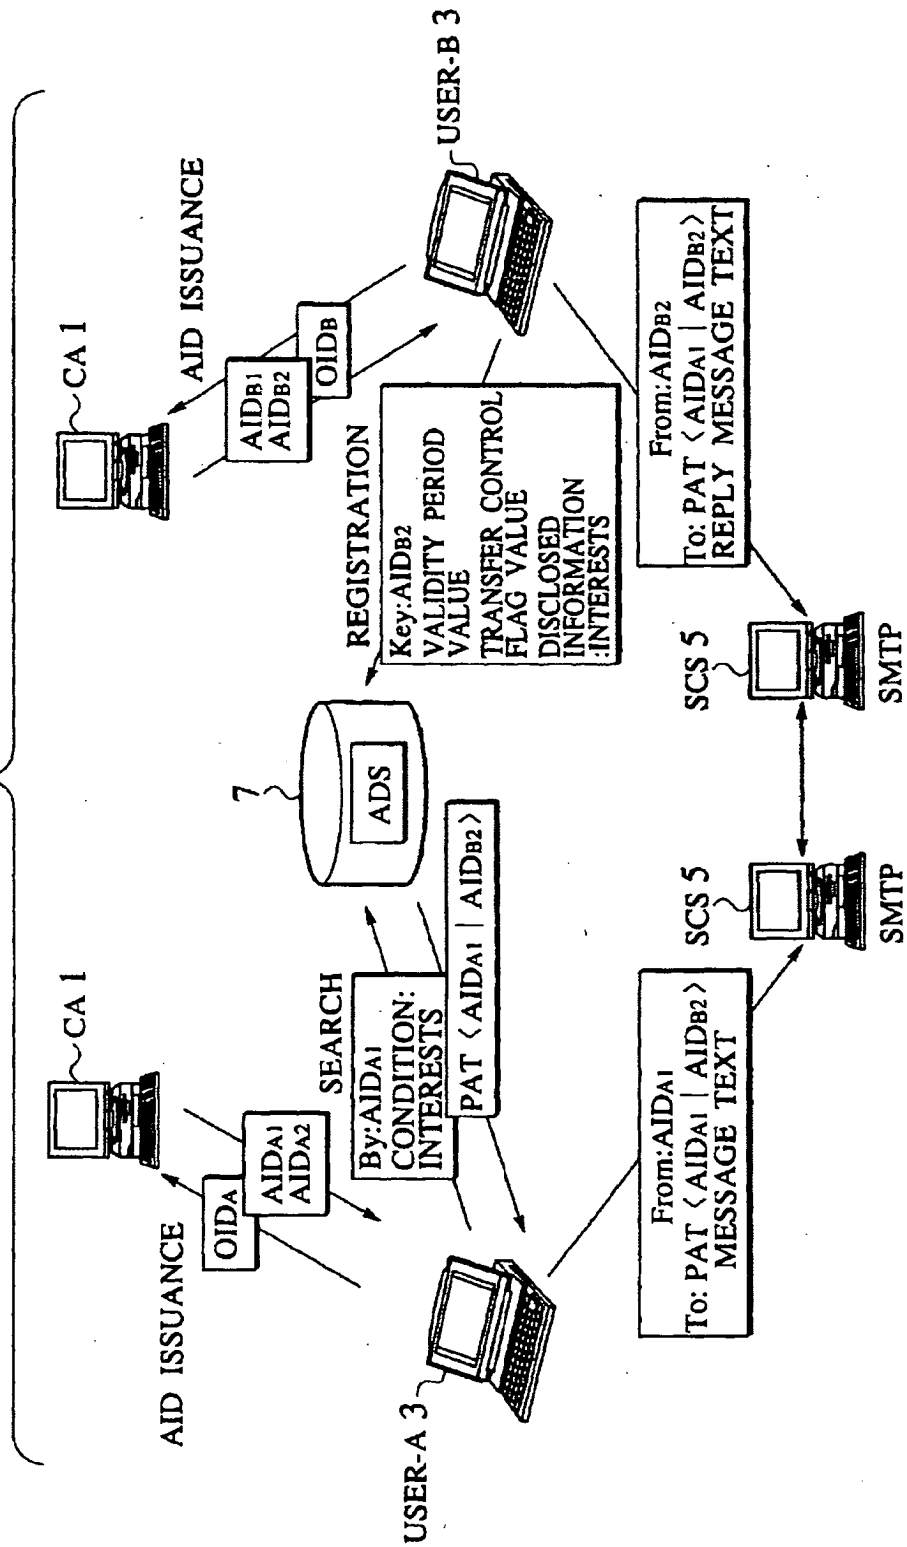 CA 1
CA 1
AID ISSUANCE
AID ISSUANCE
OIDA
AIDA1
AIDA2
AIDB1
AIDB2
OIDB
7
ADS
SEARCH
By:AIDA1
CONDITION:
INTERESTS
PAT <AIDA1 | AIDB2>
REGISTRATION
Key:AIDB2
VALIDITY PERIOD
VALUE
TRANSFER CONTROL
FLAG VALUE
DISCLOSED
INFORMATION
:INTERESTS
USER-A 3
USER-B 3
From:AIDA1
To: PAT <AIDA1 | AIDB2>
MESSAGE TEXT
From:AIDB2
To: PAT <AIDA1 | AIDB2>
REPLY MESSAGE TEXT
SCS 5
SCS 5
SMTP
SMTP